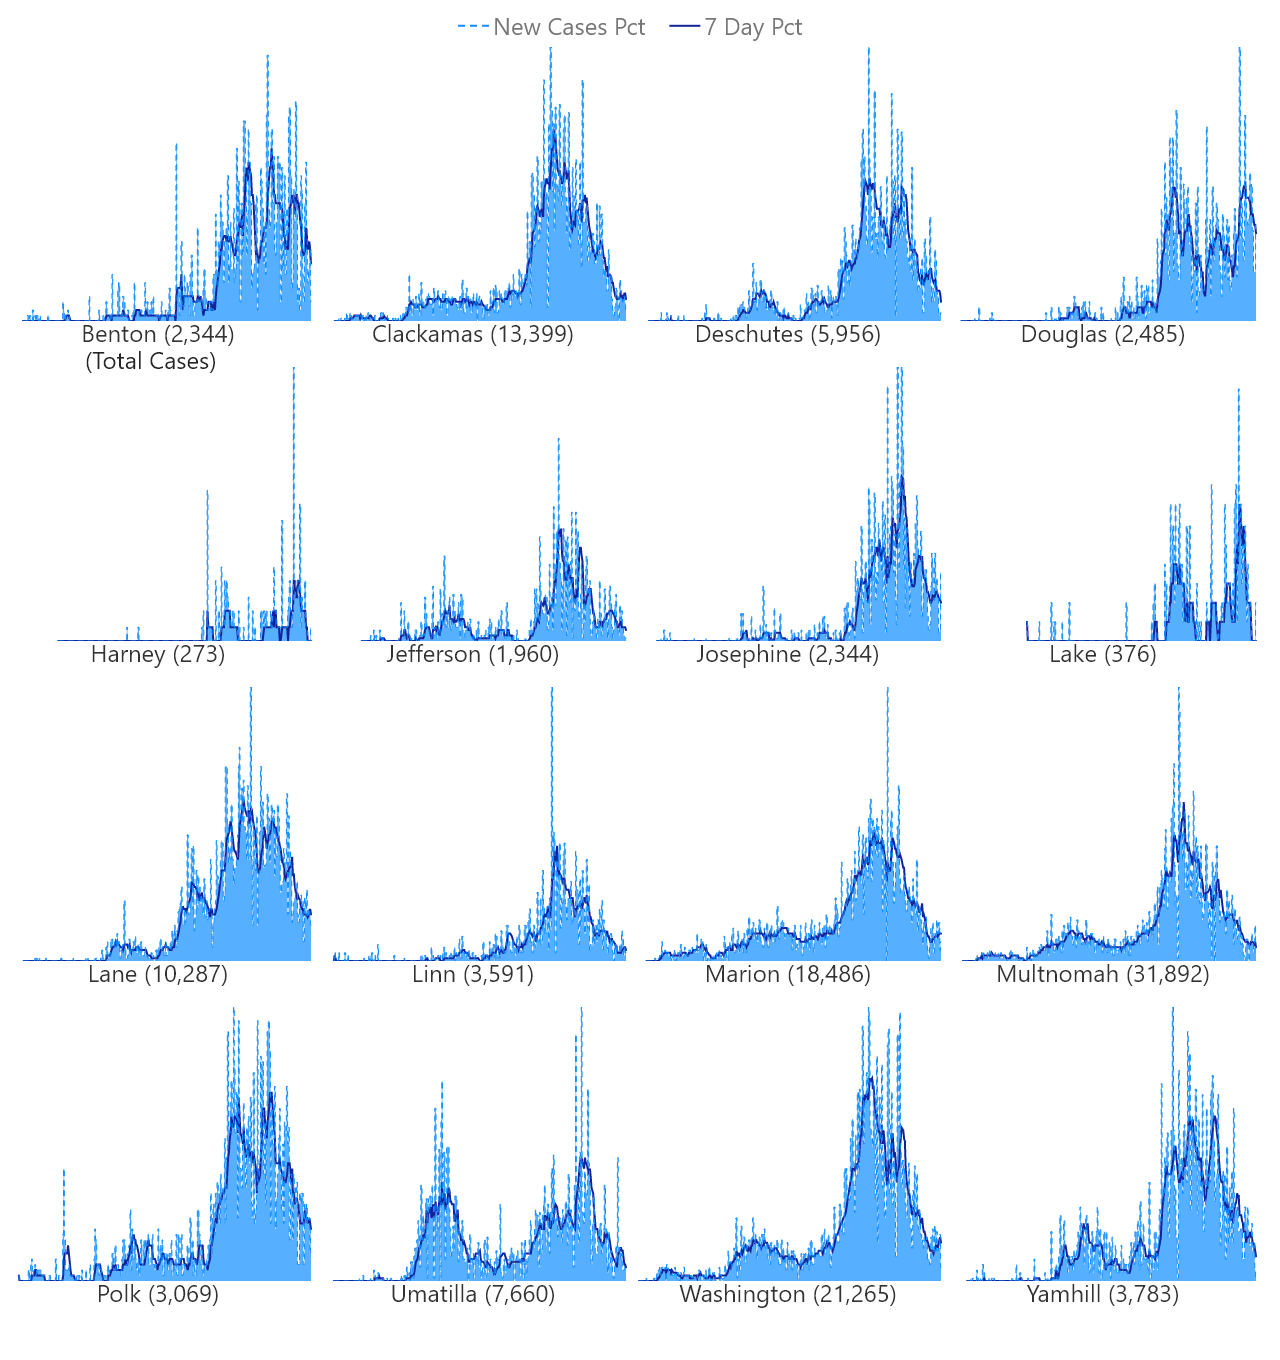 New Cases Pct 7 Day Pct
Benton (2,344) Clackamas (13,399) Deschutes (5,956) Douglas (2,485)
(Total Cases)
Harney (273) Jefferson (1,960) Josephine (2,344) Lake (376)
Lane (10,287) Linn (3,591) Marion (18,486) Multnomah (31,892)
Polk (3,069) Umatilla (7,660) Washington (21,265) Yamhill (3,783)